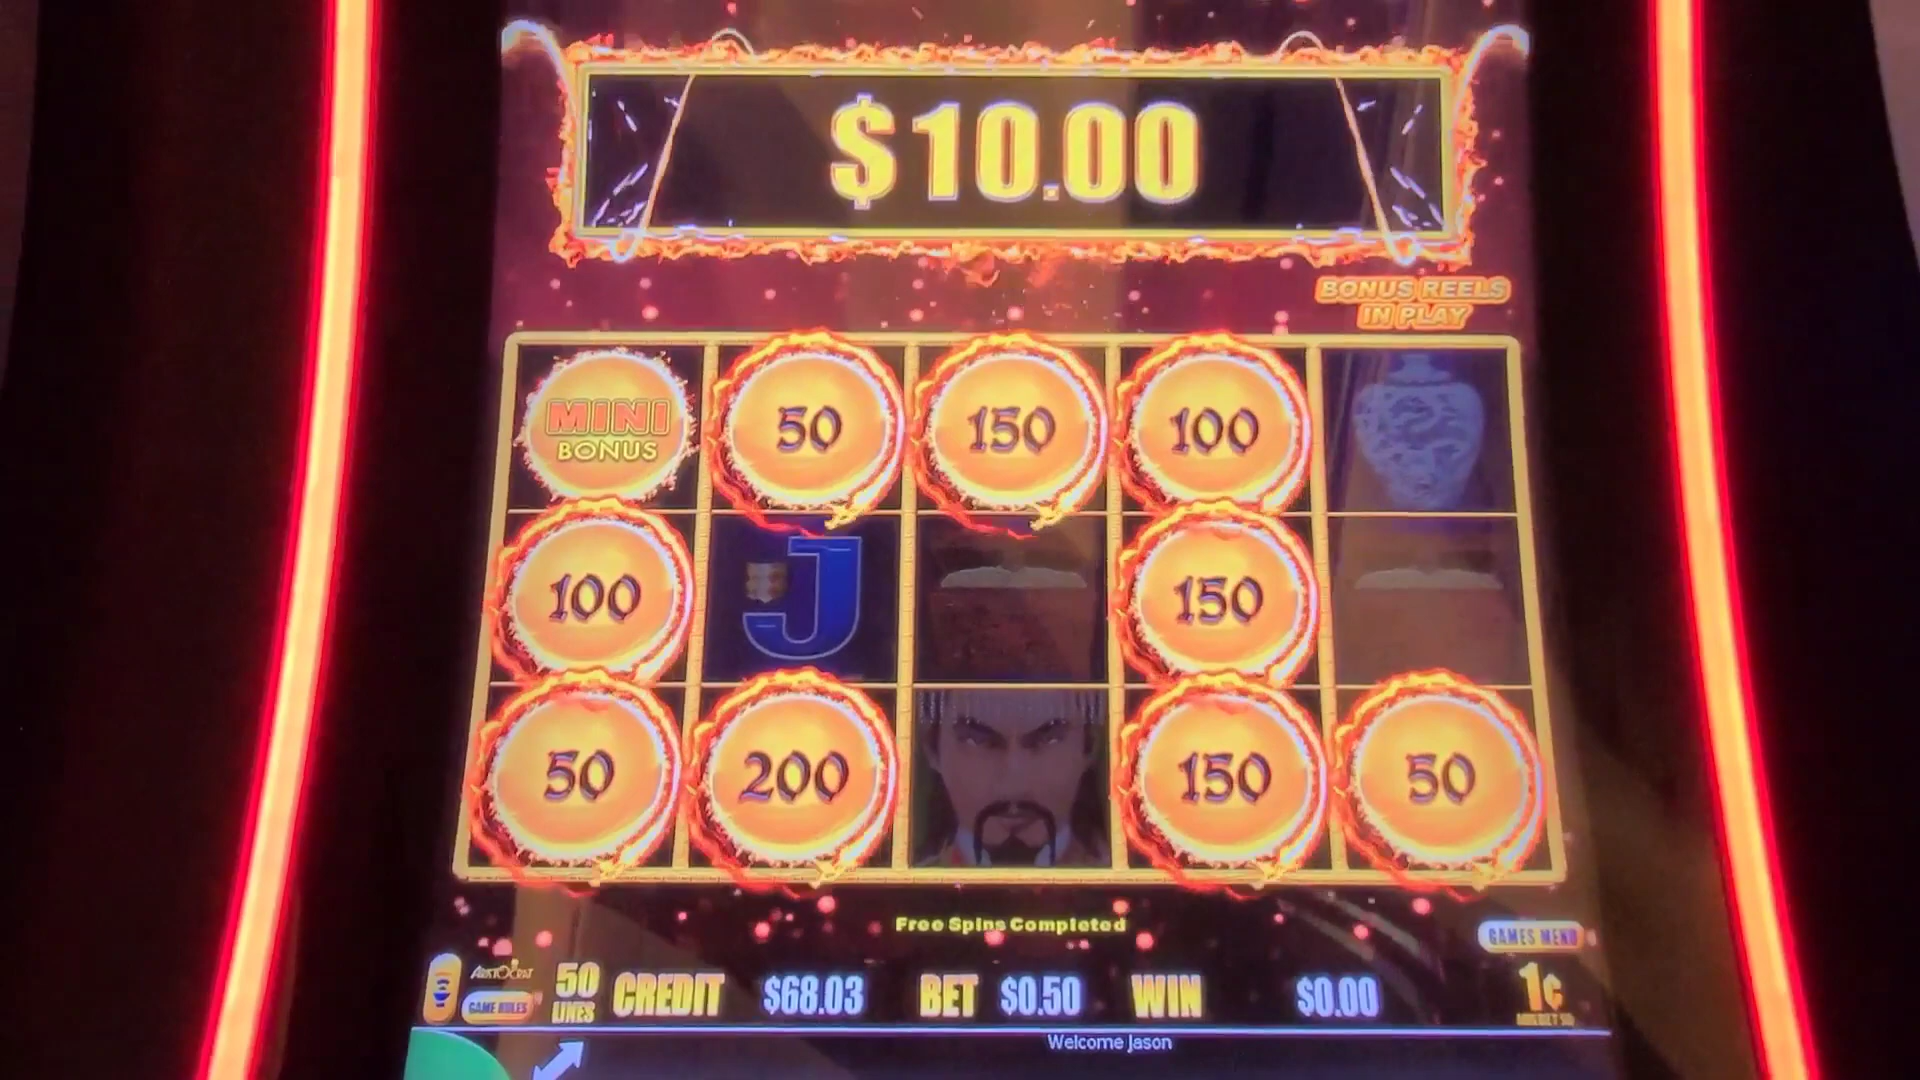 $10.00
BONUS REELS
IN PLAY
MINI
BONUS
50
150
100
100
J
150
50
200
150
50
Free Spins Completed
GAMES MENU
ARISTOCRAT
GAME RULES
50
LINES
CREDIT $68.03 BET $0.50 WIN $0.00
1¢
Welcome Jason